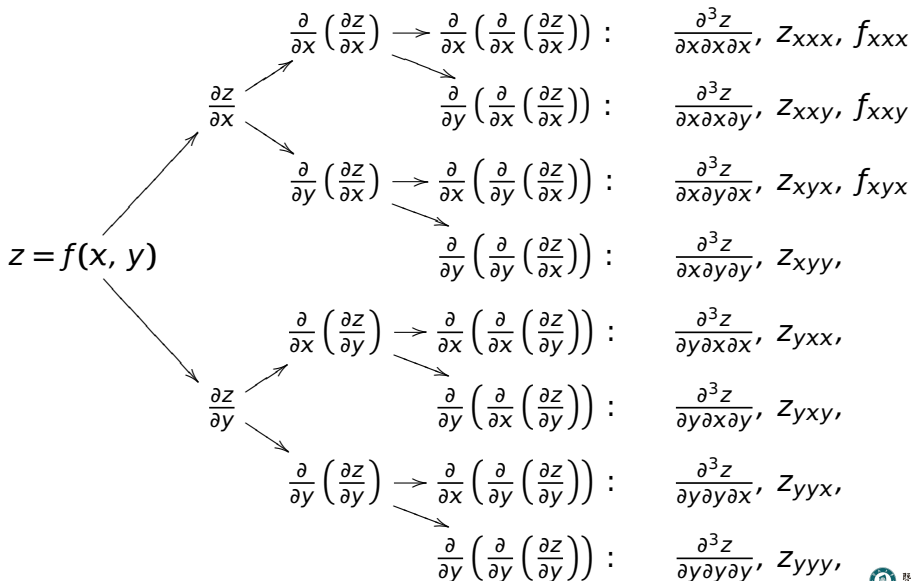 ∂/∂x (∂z/∂x) → ∂/∂x (∂/∂x (∂z/∂x)) : ∂³z/∂x∂x∂x, z_xxx, f_xxx
∂z/∂x ∂/∂y (∂/∂x (∂z/∂x)) : ∂³z/∂x∂x∂y, z_xxy, f_xxy
∂/∂y (∂z/∂x) → ∂/∂x (∂/∂y (∂z/∂x)) : ∂³z/∂x∂y∂x, z_xyx, f_xyx
z = f(x, y) ∂/∂y (∂/∂y (∂z/∂x)) : ∂³z/∂x∂y∂y, z_xyy,
∂/∂x (∂z/∂y) → ∂/∂x (∂/∂x (∂z/∂y)) : ∂³z/∂y∂x∂x, z_yxx,
∂z/∂y ∂/∂y (∂/∂x (∂z/∂y)) : ∂³z/∂y∂x∂y, z_yxy,
∂/∂y (∂z/∂y) → ∂/∂x (∂/∂y (∂z/∂y)) : ∂³z/∂y∂y∂x, z_yyx,
∂/∂y (∂/∂y (∂z/∂y)) : ∂³z/∂y∂y∂y, z_yyy,